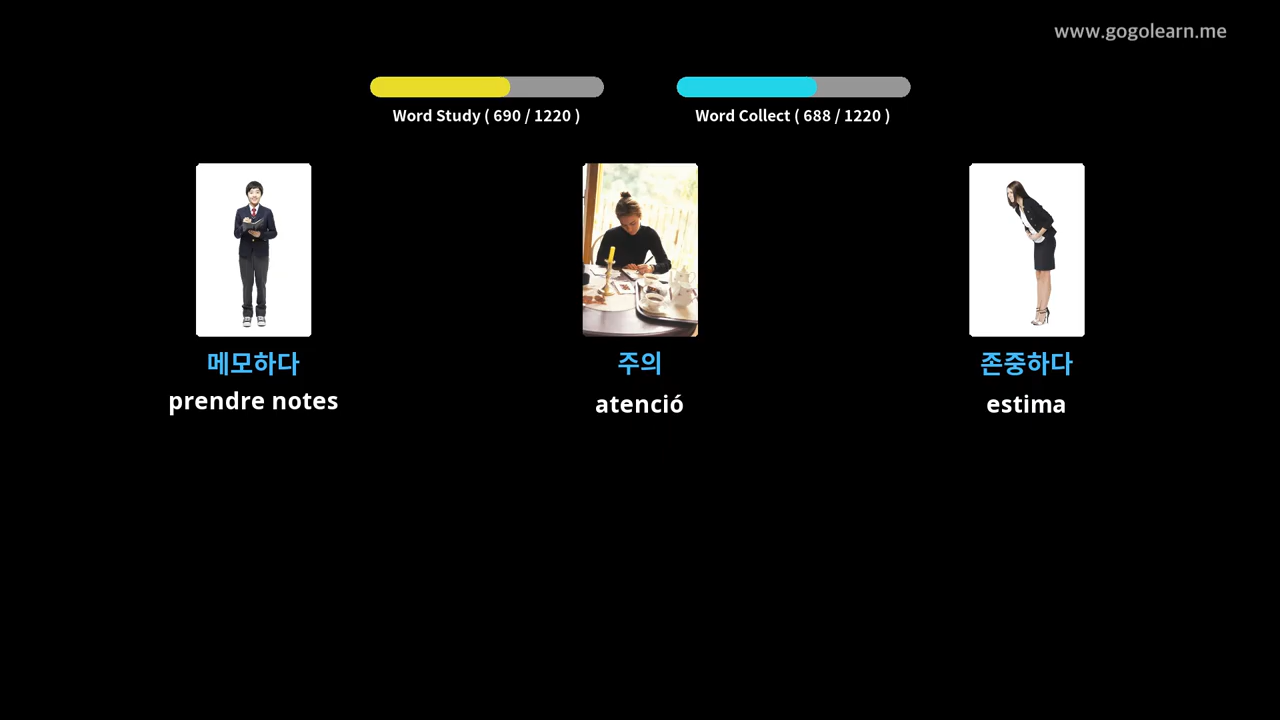 www.gogolearn.me
Word Study ( 690 / 1220 )
Word Collect ( 688 / 1220 )
메모하다
prendre notes
주의
atenció
존중하다
estima